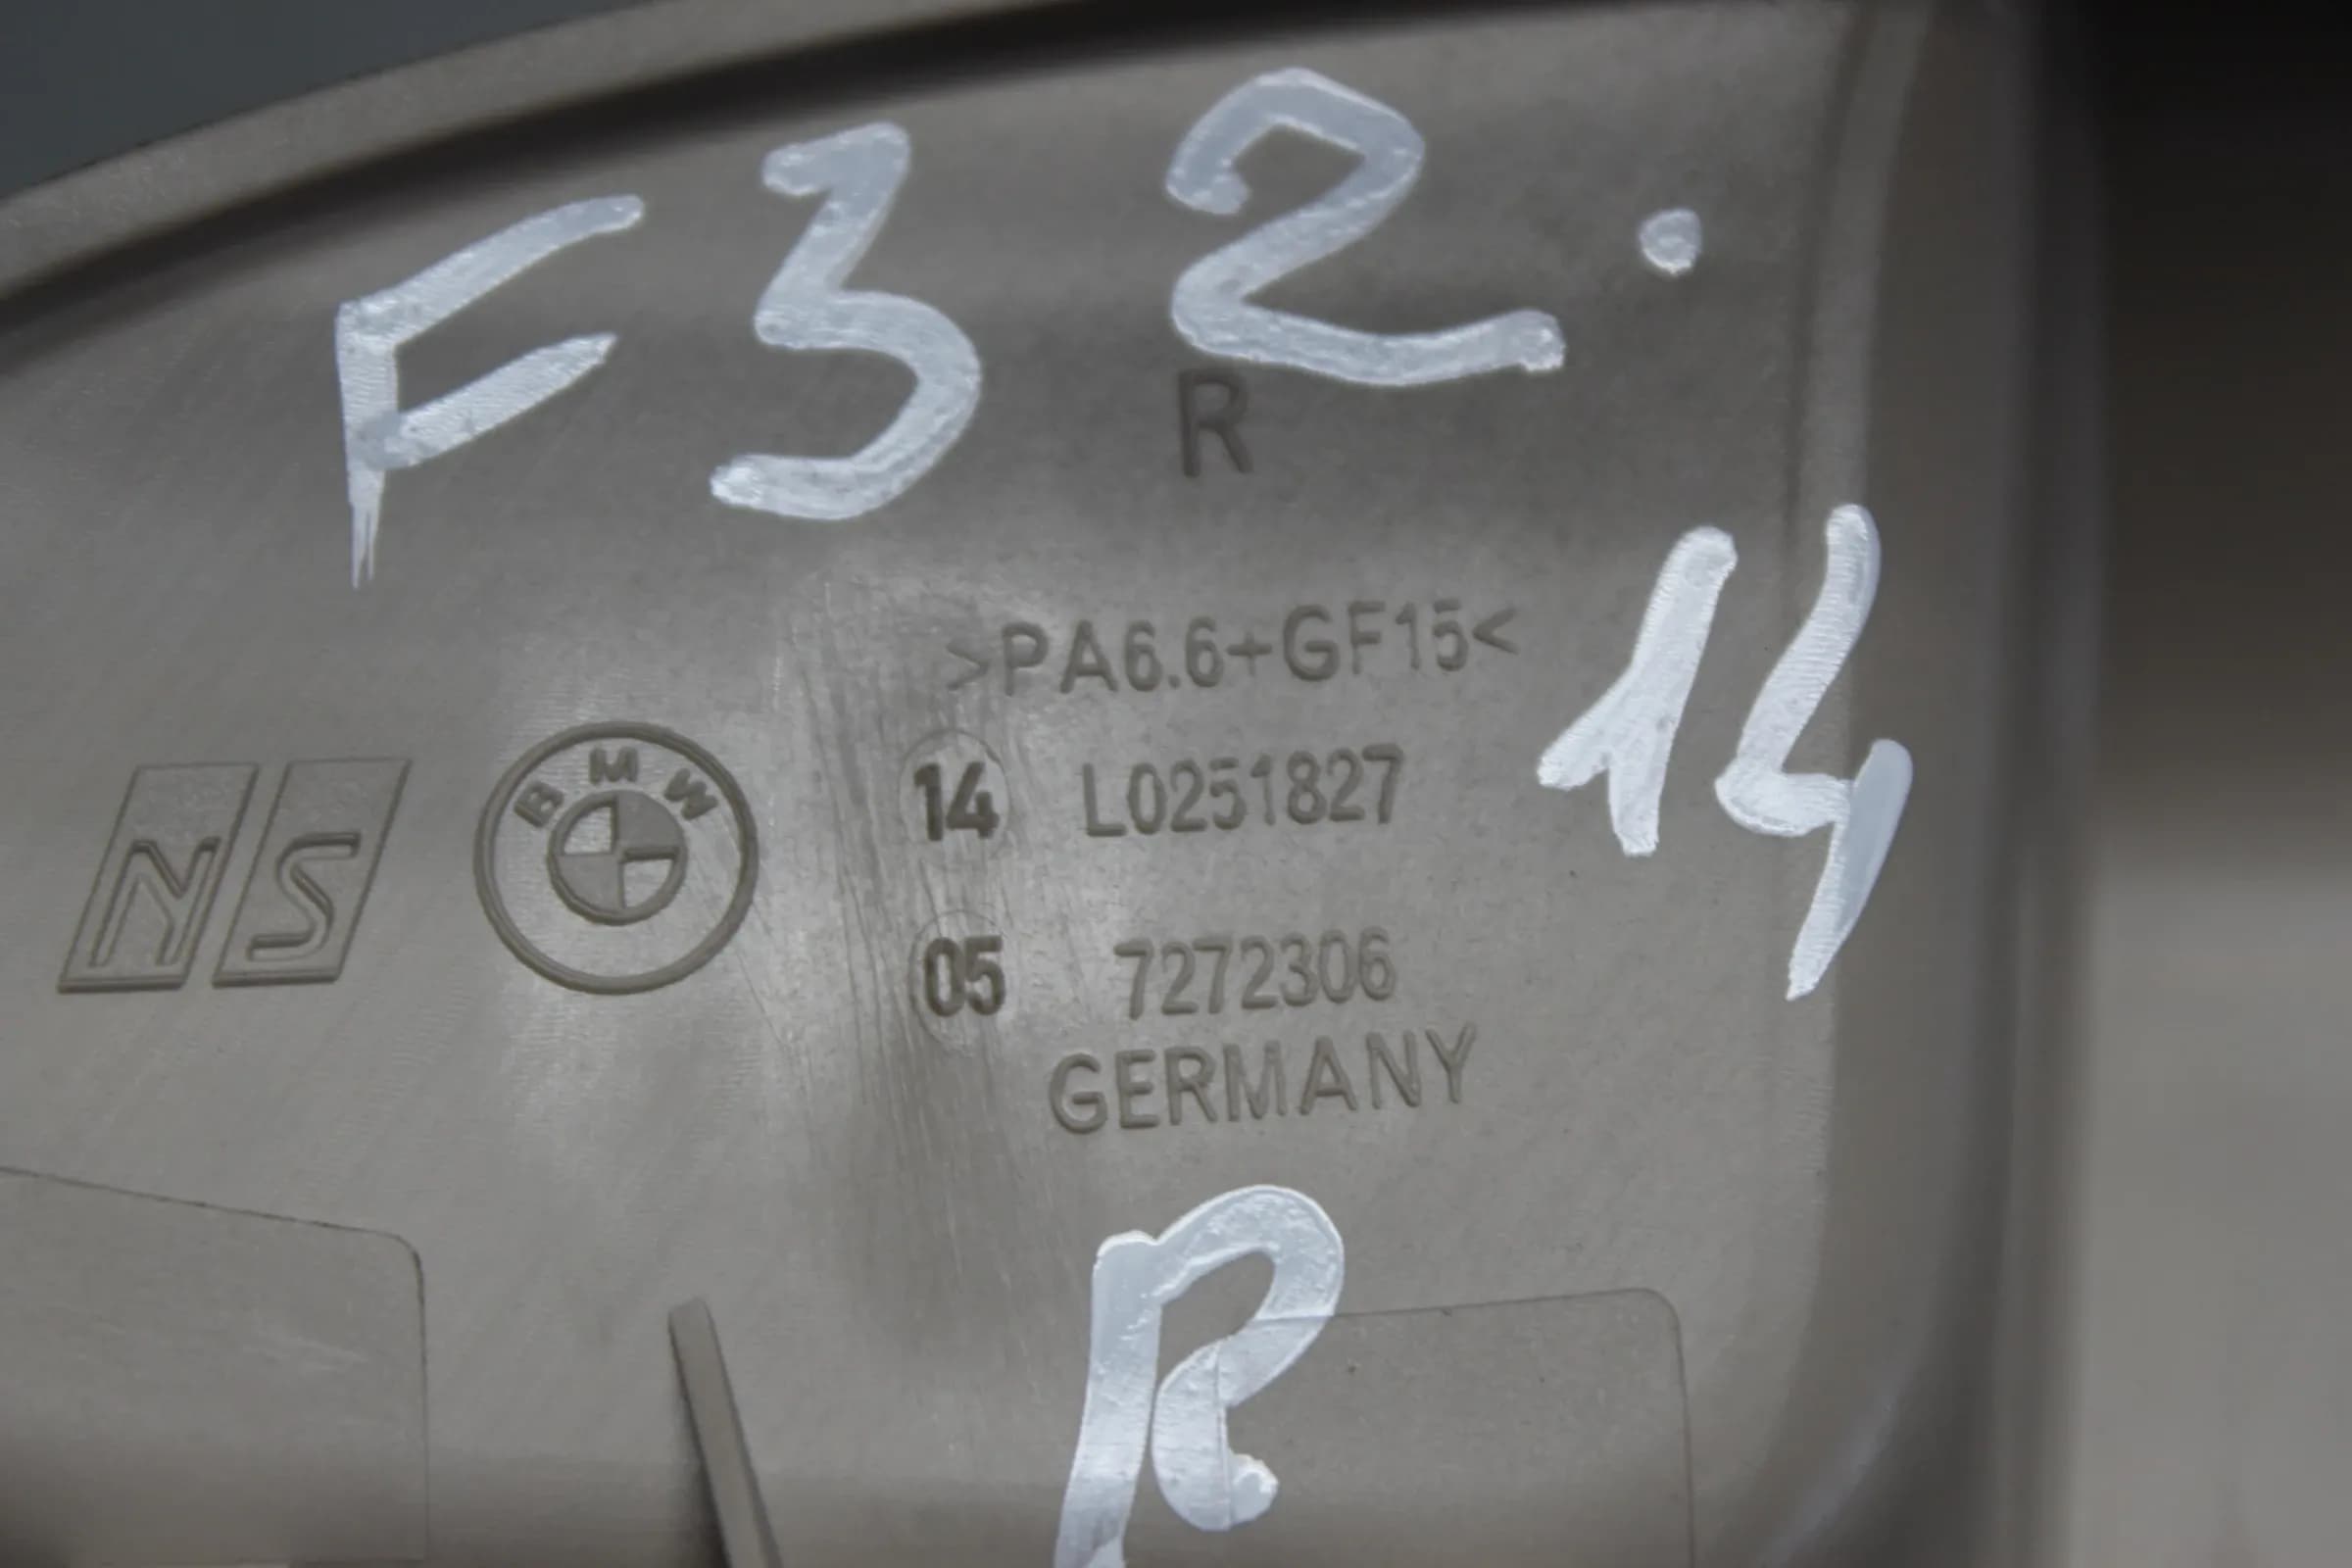 F32.
R
>PA6.6+GF15<
14
NS
BMW
14 L0251827
05 7272306
GERMANY
R